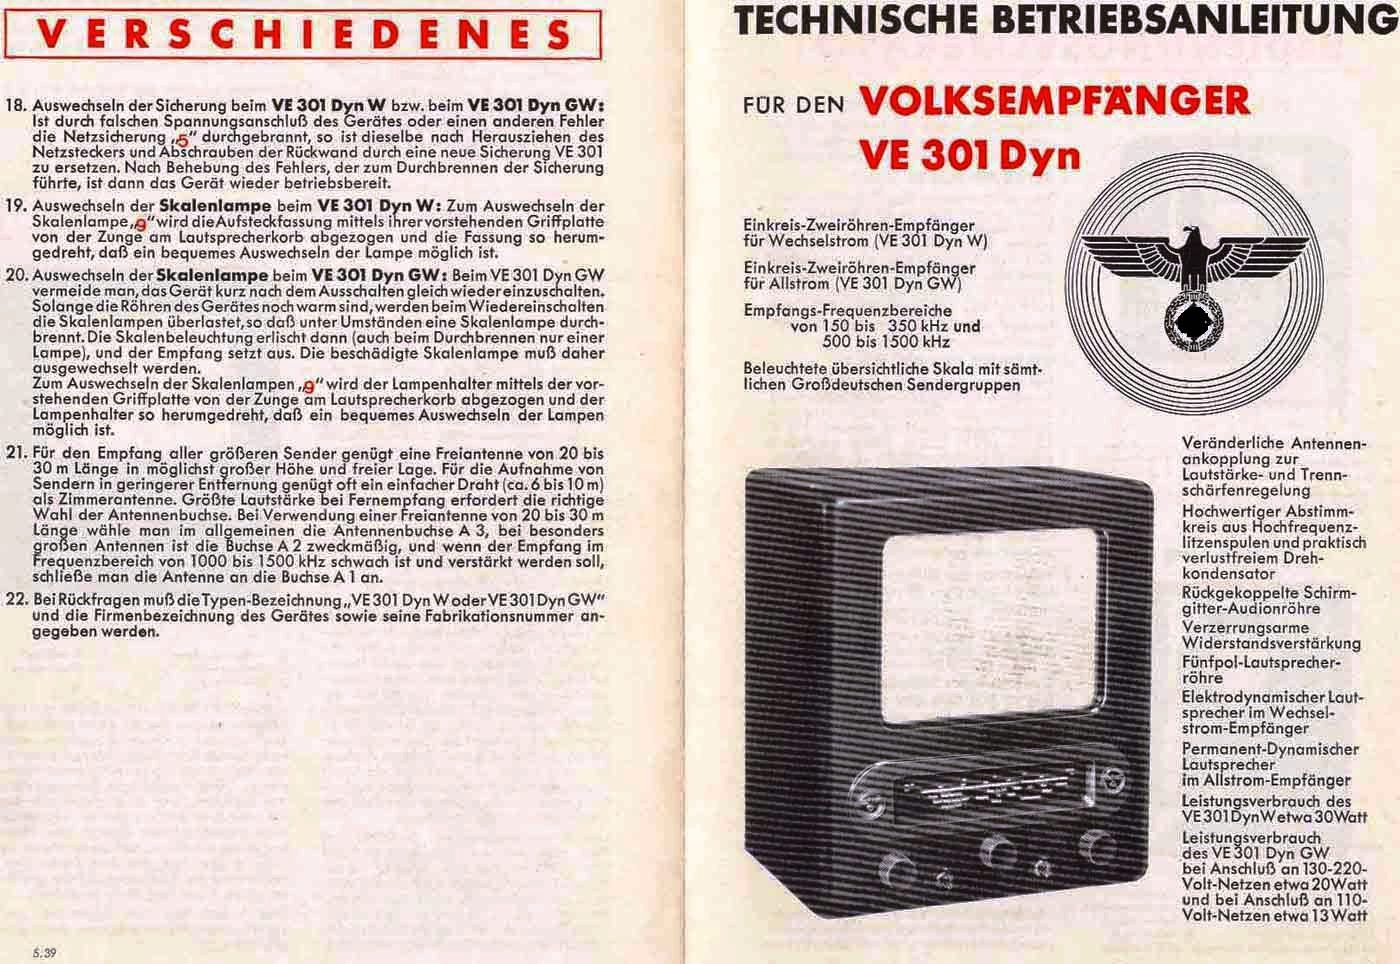 VERSCHIEDENES
18. Auswechseln der Sicherung beim VE 301 Dyn W bzw. beim VE 301 Dyn GW:
Ist durch falschen Spannungsanschluß des Gerätes oder einen anderen Fehler
die Netzsicherung „5" durchgebrannt, so ist dieselbe nach Herausziehen des
Netzsteckers und Abschrauben der Rückwand durch eine neue Sicherung VE 301
zu ersetzen. Nach Behebung des Fehlers, der zum Durchbrennen der Sicherung
führte, ist dann das Gerät wieder betriebsbereit.
19. Auswechseln der Skalenlampe beim VE 301 Dyn W: Zum Auswechseln der
Skalenlampe „9" wird die Aufsteckfassung mittels ihrer vorstehenden Griffplatte
von der Zunge am Lautsprecherkorb abgezogen und die Fassung so herum-
gedreht, daß ein bequemes Auswechseln der Lampe möglich ist.
20. Auswechseln der Skalenlampe beim VE 301 Dyn GW: Beim VE 301 Dyn GW
vermeide man, das Gerät kurz nach dem Ausschalten gleich wiedereinzuschalten.
Solange die Röhren des Gerätes noch warm sind, werden beim Wiedereinschalten
die Skalenlampen überlastet, so daß unter Umständen eine Skalenlampe durch-
brennt. Die Skalenbeleuchtung erlischt dann (auch beim Durchbrennen nur einer
Lampe), und der Empfang setzt aus. Die beschädigte Skalenlampe muß daher
ausgewechselt werden.
Zum Auswechseln der Skalenlampen „9" wird der Lampenhalter mittels der vor-
stehenden Griffplatte von der Zunge am Lautsprecherkorb abgezogen und der
Lampenhalter so herumgedreht, daß ein bequemes Auswechseln der Lampen
möglich ist.
21. Für den Empfang aller größeren Sender genügt eine Freiantenne von 20 bis
30 m Länge in möglichst großer Höhe und freier Lage. Für die Aufnahme von
Sendern in geringerer Entfernung genügt oft ein einfacher Draht (ca. 6 bis 10 m)
als Zimmerantenne. Größte Lautstärke bei Fernempfang erfordert die richtige
Wahl der Antennenbuchse. Bei Verwendung einer Freiantenne von 20 bis 30 m
Länge wähle man im allgemeinen die Antennenbuchse A 3, bei besonders
großen Antennen ist die Buchse A 2 zweckmäßig, und wenn der Empfang im
Frequenzbereich von 1000 bis 1500 kHz schwach ist und verstärkt werden soll,
schließe man die Antenne an die Buchse A 1 an.
22. Bei Rückfragen muß die Typen-Bezeichnung „VE 301 Dyn W oder VE 301 Dyn GW"
und die Firmenbezeichnung des Gerätes sowie seine Fabrikationsnummer an-
gegeben werden.
5. 39
TECHNISCHE BETRIEBSANLEITUNG
FÜR DEN VOLKSEMPFÄNGER
VE 301 Dyn
Einkreis-Zweiröhren-Empfänger
für Wechselstrom (VE 301 Dyn W)
Einkreis-Zweiröhren-Empfänger
für Allstrom (VE 301 Dyn GW)
Empfangs-Frequenzbereiche
von 150 bis 350 kHz und
500 bis 1500 kHz
Beleuchtete übersichtliche Skala mit sämt-
lichen Großdeutschen Sendergruppen
Veränderliche Antennen-
ankopplung zur
Lautstärke- und Trenn-
schärfenregelung
Hochwertiger Abstimm-
kreis aus Hochfrequenz-
litzenspulen und praktisch
verlustfreiem Dreh-
kondensator
Rückgekoppelte Schirm-
gitter-Audionröhre
Verzerrungsarme
Widerstandsverstärkung
Fünfpol-Lautsprecher-
röhre
Elektrodynamischer Laut-
sprecher im Wechsel-
strom-Empfänger
Permanent-Dynamischer
Lautsprecher
im Allstrom-Empfänger
Leistungsverbrauch des
VE 301 Dyn W etwa 30 Watt
Leistungsverbrauch
des VE 301 Dyn GW
bei Anschluß an 130-220-
Volt-Netzen etwa 20 Watt
und bei Anschluß an 110-
Volt-Netzen etwa 13 Watt